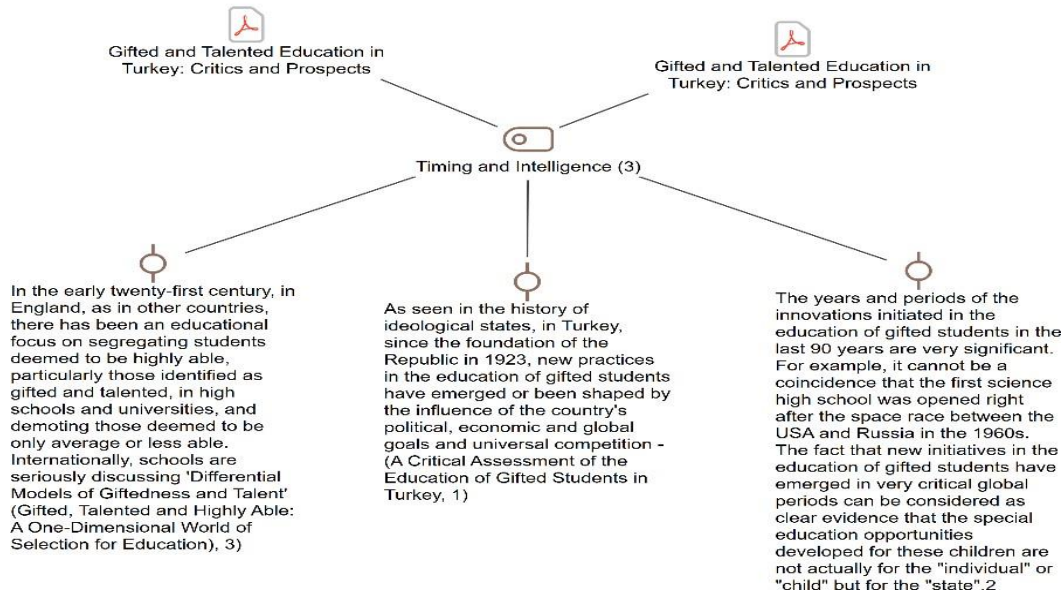 Gifted and Talented Education in
Turkey: Critics and Prospects
Gifted and Talented Education in
Turkey: Critics and Prospects
Timing and Intelligence (3)
In the early twenty-first century, in
England, as in other countries,
there has been an educational
focus on segregating students
deemed to be highly able,
particularly those identified as
gifted and talented, in high
schools and universities, and
demoting those deemed to be
only average or less able.
Internationally, schools are
seriously discussing 'Differential
Models of Giftedness and Talent'
(Gifted, Talented and Highly Able:
A One-Dimensional World of
Selection for Education), 3)
As seen in the history of
ideological states, in Turkey,
since the foundation of the
Republic in 1923, new practices
in the education of gifted students
have emerged or been shaped by
the influence of the country's
political, economic and global
goals and universal competition -
(A Critical Assessment of the
Education of Gifted Students in
Turkey, 1)
The years and periods of the
innovations initiated in the
education of gifted students in the
last 90 years are very significant.
For example, it cannot be a
coincidence that the first science
high school was opened right
after the space race between the
USA and Russia in the 1960s.
The fact that new initiatives in the
education of gifted students have
emerged in very critical global
periods can be considered as
clear evidence that the special
education opportunities
developed for these children are
not actually for the "individual" or
"child" but for the "state".2